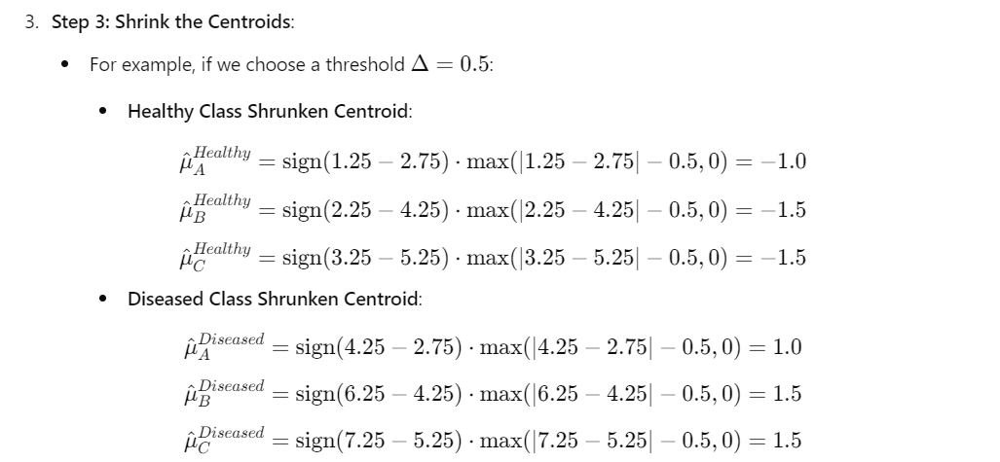 3. Step 3: Shrink the Centroids:
• For example, if we choose a threshold Δ = 0.5:
• Healthy Class Shrunken Centroid:
μ̂_A^Healthy = sign(1.25 − 2.75) · max(|1.25 − 2.75| − 0.5, 0) = −1.0
μ̂_B^Healthy = sign(2.25 − 4.25) · max(|2.25 − 4.25| − 0.5, 0) = −1.5
μ̂_C^Healthy = sign(3.25 − 5.25) · max(|3.25 − 5.25| − 0.5, 0) = −1.5
• Diseased Class Shrunken Centroid:
μ̂_A^Diseased = sign(4.25 − 2.75) · max(|4.25 − 2.75| − 0.5, 0) = 1.0
μ̂_B^Diseased = sign(6.25 − 4.25) · max(|6.25 − 4.25| − 0.5, 0) = 1.5
μ̂_C^Diseased = sign(7.25 − 5.25) · max(|7.25 − 5.25| − 0.5, 0) = 1.5